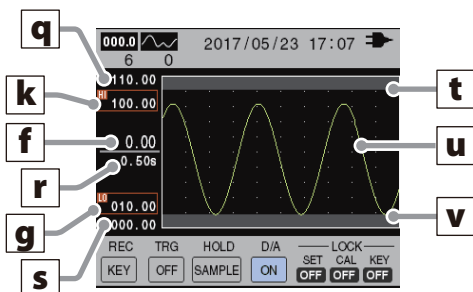 000.0 2017/05/23 17:07
6 0
q
110.00
t
k
HI
100.00
f
0.00
u
r
0.50s
g
LO
010.00
v
s
000.00
REC TRG HOLD D/A LOCK
SET CAL KEY
KEY OFF SAMPLE ON OFF OFF OFF